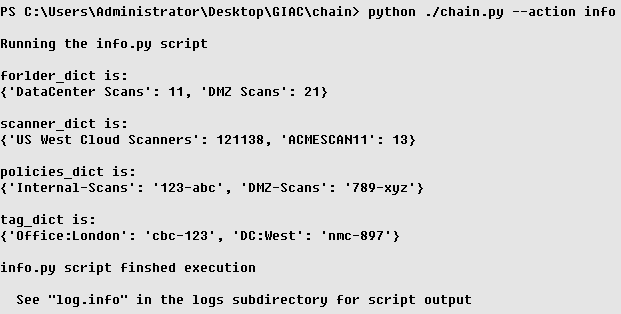 PS C:\Users\Administrator\Desktop\GIAC\chain> python ./chain.py --action info
Running the info.py script
forlder_dict is:
{'DataCenter Scans': 11, 'DMZ Scans': 21}
scanner_dict is:
{'US West Cloud Scanners': 121138, 'ACMESCAN11': 13}
policies_dict is:
{'Internal-Scans': '123-abc', 'DMZ-Scans': '789-xyz'}
tag_dict is:
{'Office:London': 'cbc-123', 'DC:West': 'nmc-897'}
info.py script finshed execution
See "log.info" in the logs subdirectory for script output